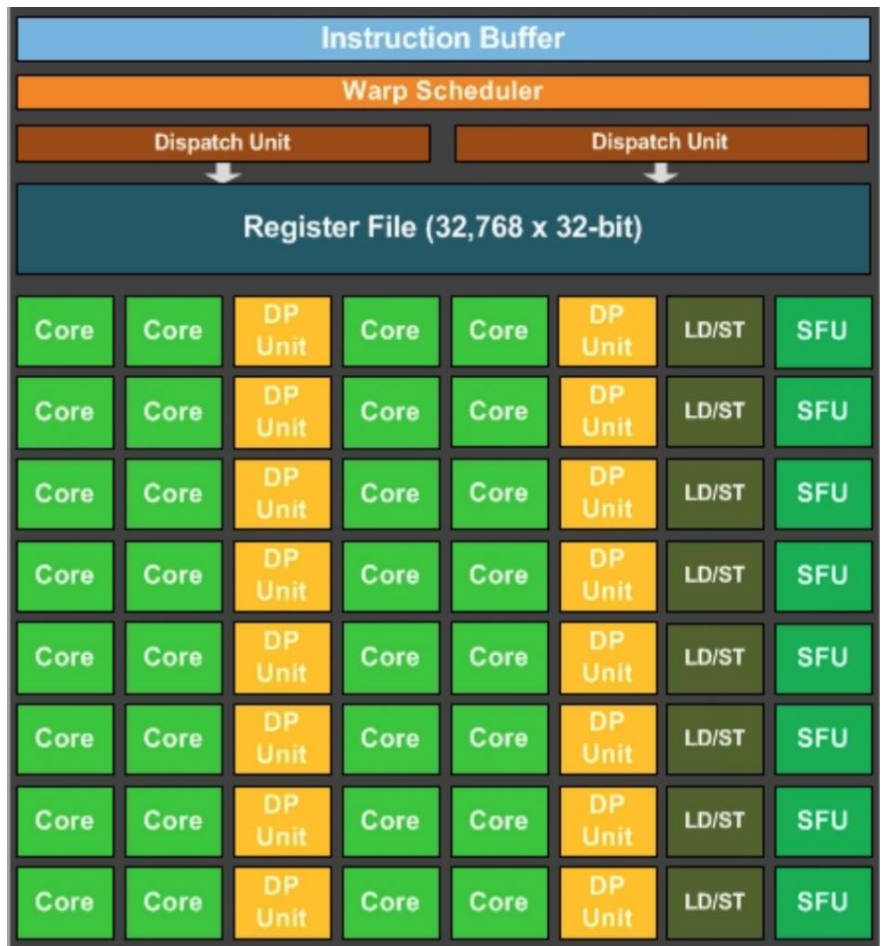 Instruction Buffer
Warp Scheduler
Dispatch Unit Dispatch Unit
Register File (32,768 x 32-bit)
Core Core DP Unit Core Core DP Unit LD/ST SFU
Core Core DP Unit Core Core DP Unit LD/ST SFU
Core Core DP Unit Core Core DP Unit LD/ST SFU
Core Core DP Unit Core Core DP Unit LD/ST SFU
Core Core DP Unit Core Core DP Unit LD/ST SFU
Core Core DP Unit Core Core DP Unit LD/ST SFU
Core Core DP Unit Core Core DP Unit LD/ST SFU
Core Core DP Unit Core Core DP Unit LD/ST SFU